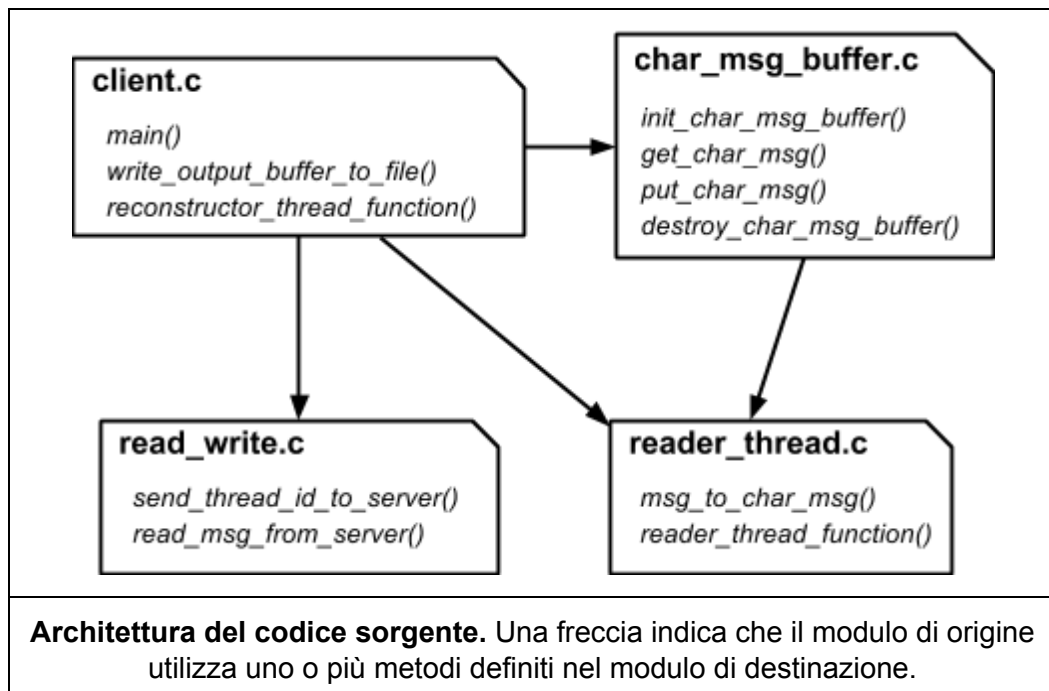 client.c
main()
write_output_buffer_to_file()
reconstructor_thread_function()
char_msg_buffer.c
init_char_msg_buffer()
get_char_msg()
put_char_msg()
destroy_char_msg_buffer()
read_write.c
send_thread_id_to_server()
read_msg_from_server()
reader_thread.c
msg_to_char_msg()
reader_thread_function()
Architettura del codice sorgente. Una freccia indica che il modulo di origine
utilizza uno o più metodi definiti nel modulo di destinazione.